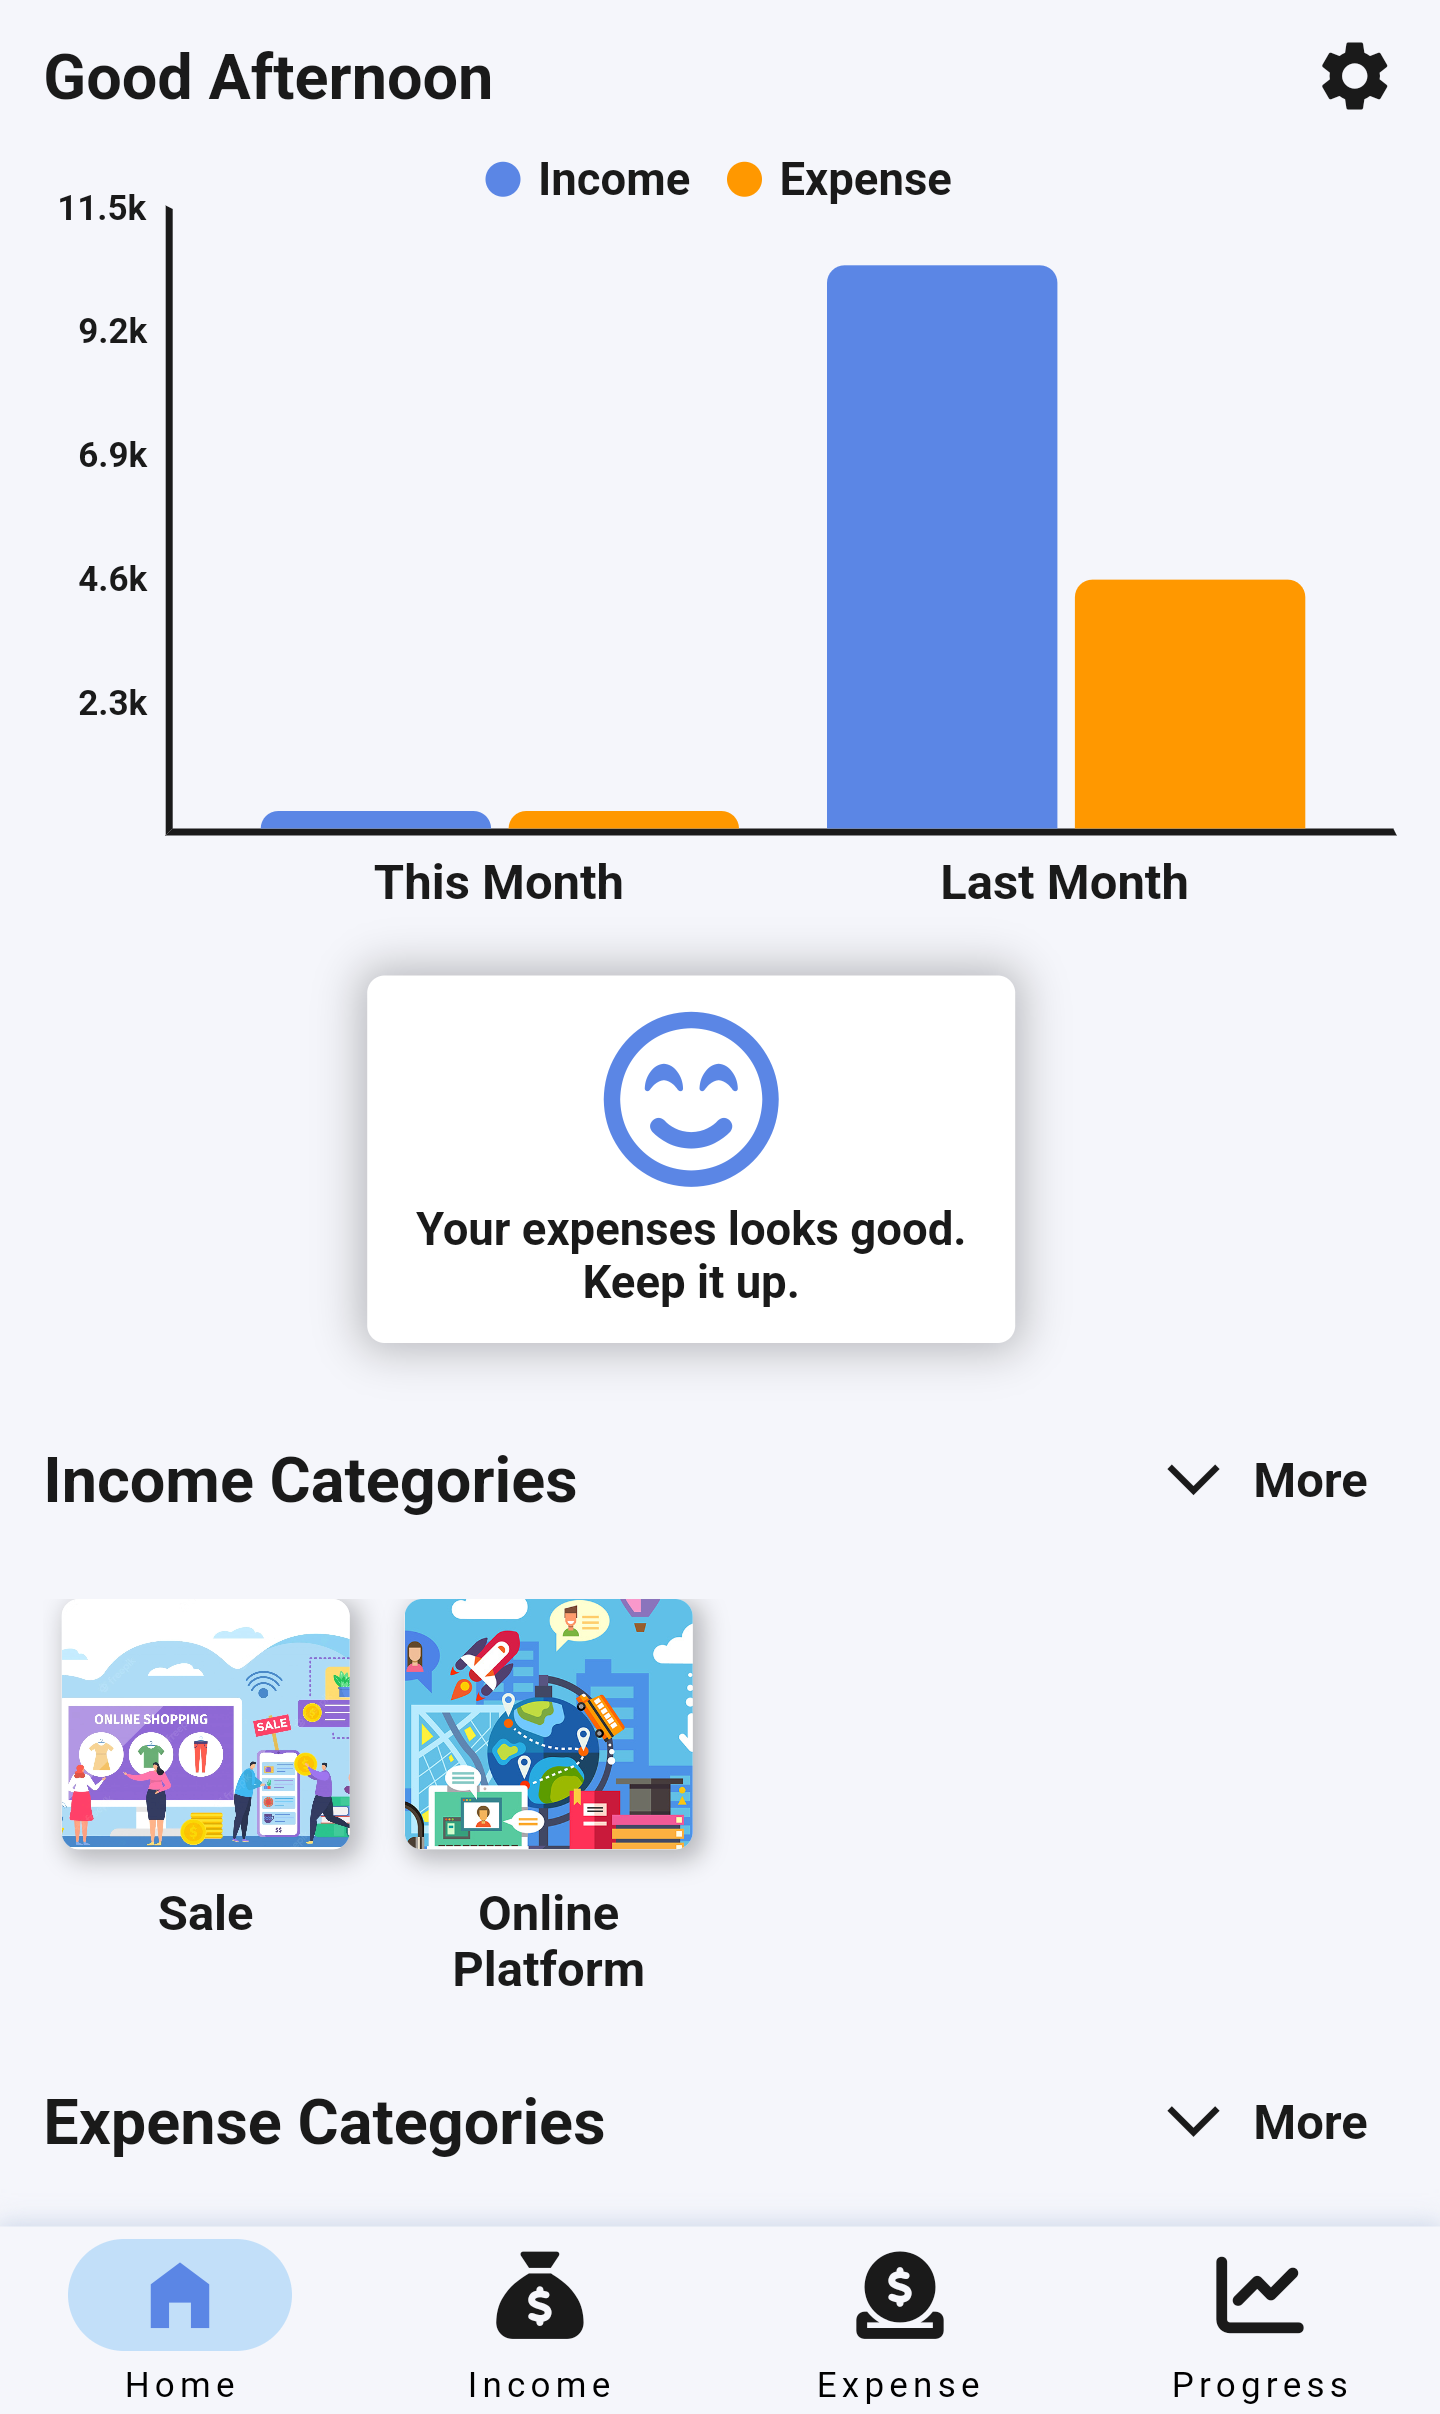 Good Afternoon
Income Expense
11.5k
9.2k
6.9k
4.6k
2.3k
This Month Last Month
Your expenses looks good.
Keep it up.
Income Categories More
ONLINE SHOPPING
SALE
$$
Sale Online
Platform
Expense Categories More
Home Income Expense Progress